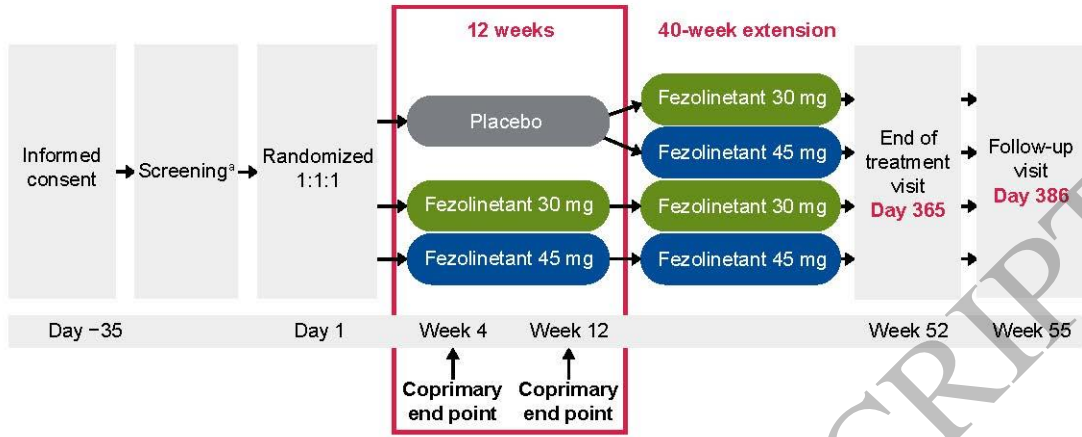 12 weeks
40-week extension
Informed
consent
Screeningᵃ
Randomized
1:1:1
Placebo
Fezolinetant 30 mg
Fezolinetant 45 mg
Fezolinetant 30 mg
Fezolinetant 45 mg
Fezolinetant 30 mg
Fezolinetant 45 mg
End of
treatment
visit
Day 365
Follow-up
visit
Day 386
Day −35
Day 1
Week 4
Week 12
Week 52
Week 55
Coprimary
end point
Coprimary
end point
CRIPT